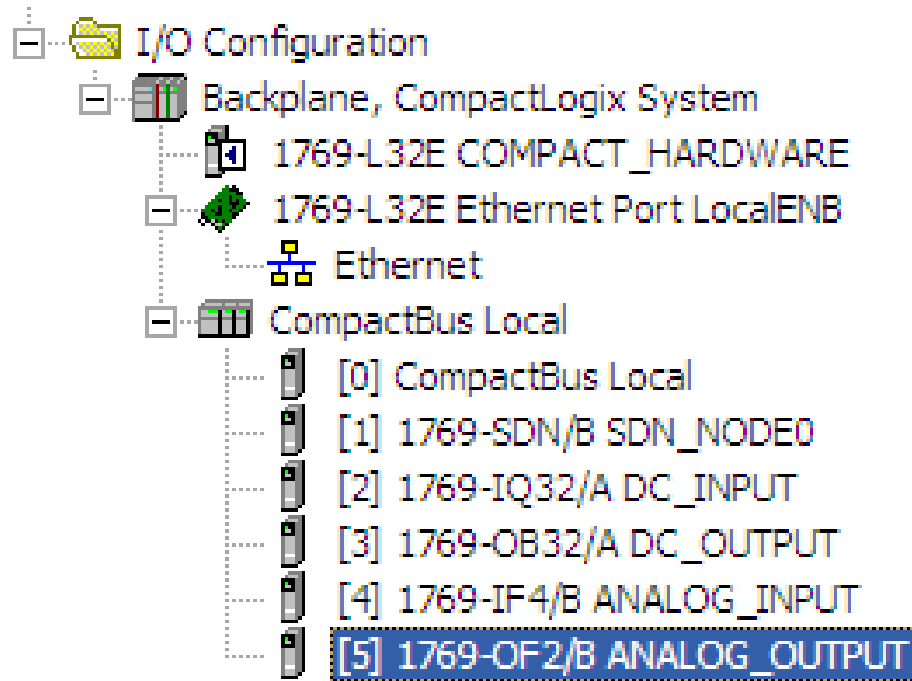 I/O Configuration
Backplane, CompactLogix System
1769-L32E COMPACT_HARDWARE
1769-L32E Ethernet Port LocalENB
Ethernet
CompactBus Local
[0] CompactBus Local
[1] 1769-SDN/B SDN_NODE0
[2] 1769-IQ32/A DC_INPUT
[3] 1769-OB32/A DC_OUTPUT
[4] 1769-IF4/B ANALOG_INPUT
[5] 1769-OF2/B ANALOG_OUTPUT